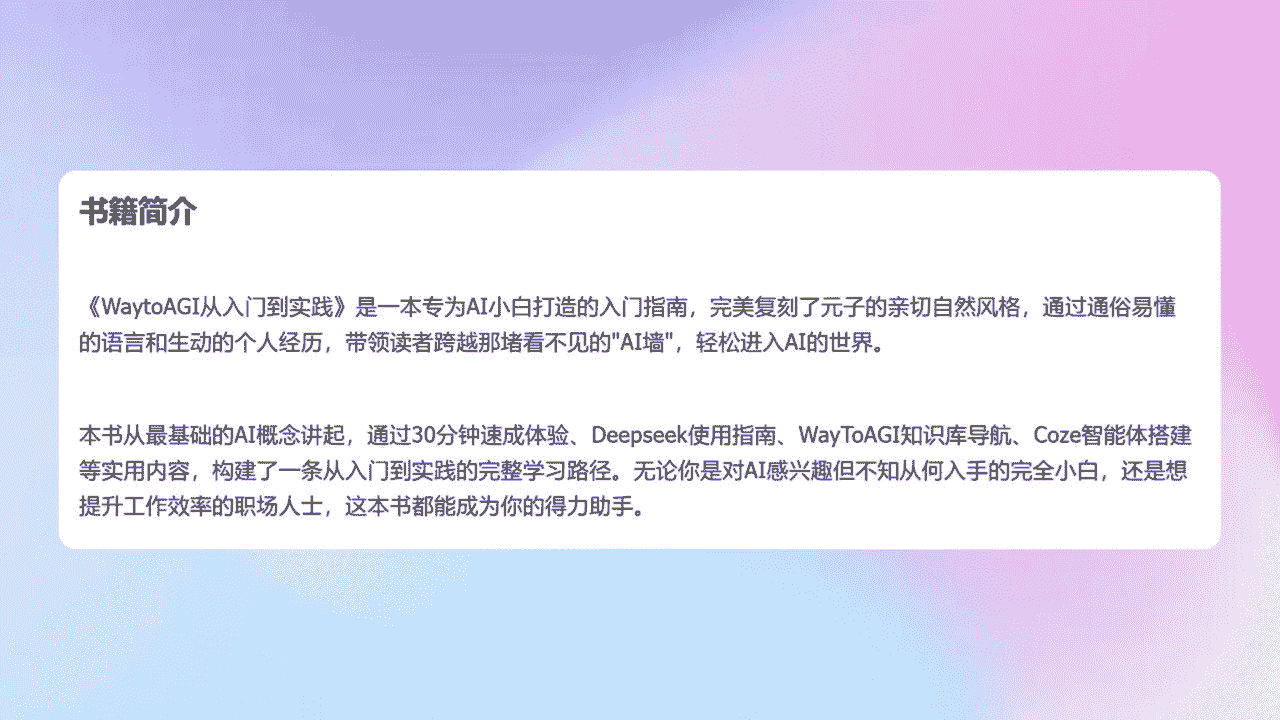 书籍简介
《WaytoAGI从入门到实践》是一本专为AI小白打造的入门指南，完美复刻了元子的亲切自然风格，通过通俗易懂
的语言和生动的个人经历，带领读者跨越那堵看不见的"AI墙"，轻松进入AI的世界。
本书从最基础的AI概念讲起，通过30分钟速成体验、Deepseek使用指南、WayToAGI知识库导航、Coze智能体搭建
等实用内容，构建了一条从入门到实践的完整学习路径。无论你是对AI感兴趣但不知从何入手的完全小白，还是想
提升工作效率的职场人士，这本书都能成为你的得力助手。